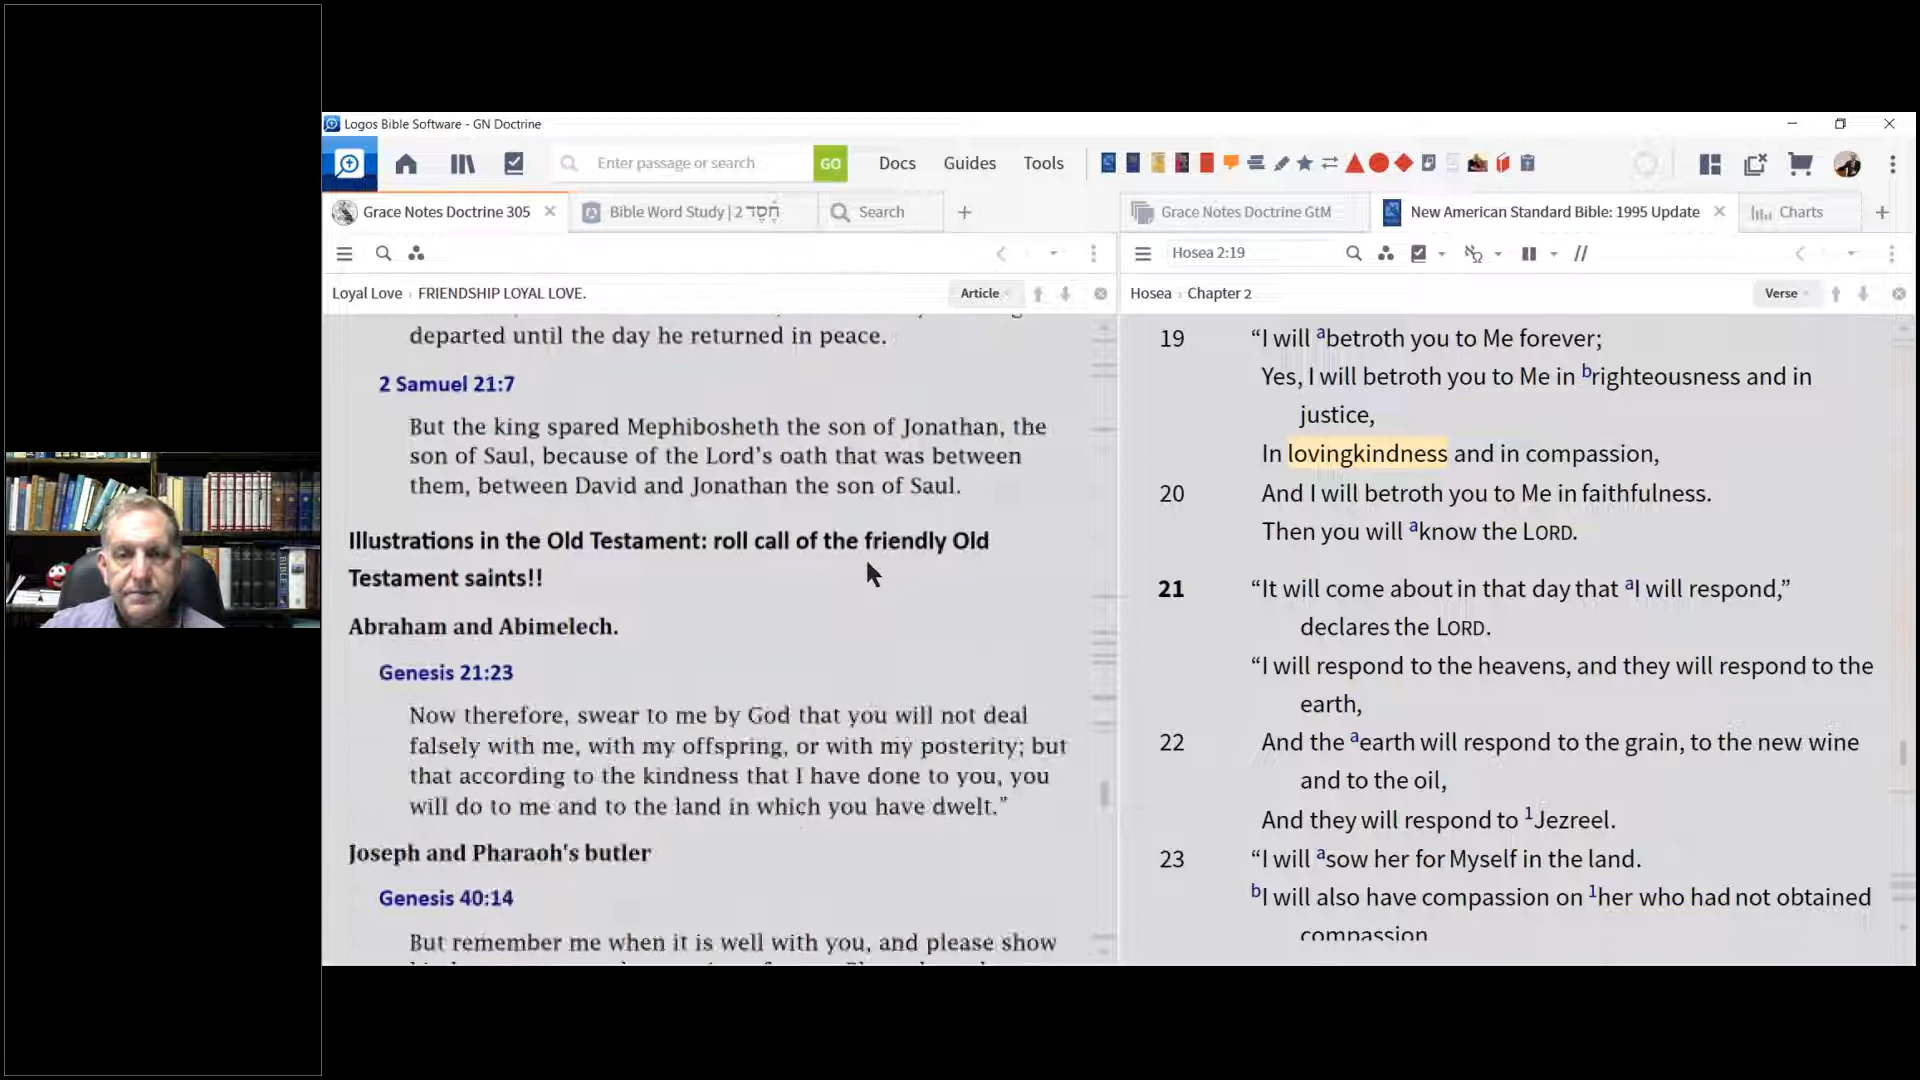 Logos Bible Software - GN Doctrine
Enter passage or search
GO
Docs
Guides
Tools
Grace Notes Doctrine 305
Bible Word Study | 2 חֶסֶד
Search
Loyal Love › FRIENDSHIP LOYAL LOVE.
Article
departed until the day he returned in peace.
2 Samuel 21:7
But the king spared Mephibosheth the son of Jonathan, the
son of Saul, because of the Lord's oath that was between
them, between David and Jonathan the son of Saul.
Illustrations in the Old Testament: roll call of the friendly Old
Testament saints!!
Abraham and Abimelech.
Genesis 21:23
Now therefore, swear to me by God that you will not deal
falsely with me, with my offspring, or with my posterity; but
that according to the kindness that I have done to you, you
will do to me and to the land in which you have dwelt.”
Joseph and Pharaoh's butler
Genesis 40:14
But remember me when it is well with you, and please show
Grace Notes Doctrine GtM
New American Standard Bible: 1995 Update
Charts
Hosea 2:19
Hosea › Chapter 2
Verse
19 “I will a betroth you to Me forever;
Yes, I will betroth you to Me in b righteousness and in
justice,
In lovingkindness and in compassion,
20 And I will betroth you to Me in faithfulness.
Then you will a know the LORD.
21 “It will come about in that day that a I will respond,”
declares the LORD.
“I will respond to the heavens, and they will respond to the
earth,
22 And the a earth will respond to the grain, to the new wine
and to the oil,
And they will respond to 1 Jezreel.
23 “I will a sow her for Myself in the land.
b I will also have compassion on 1 her who had not obtained
compassion